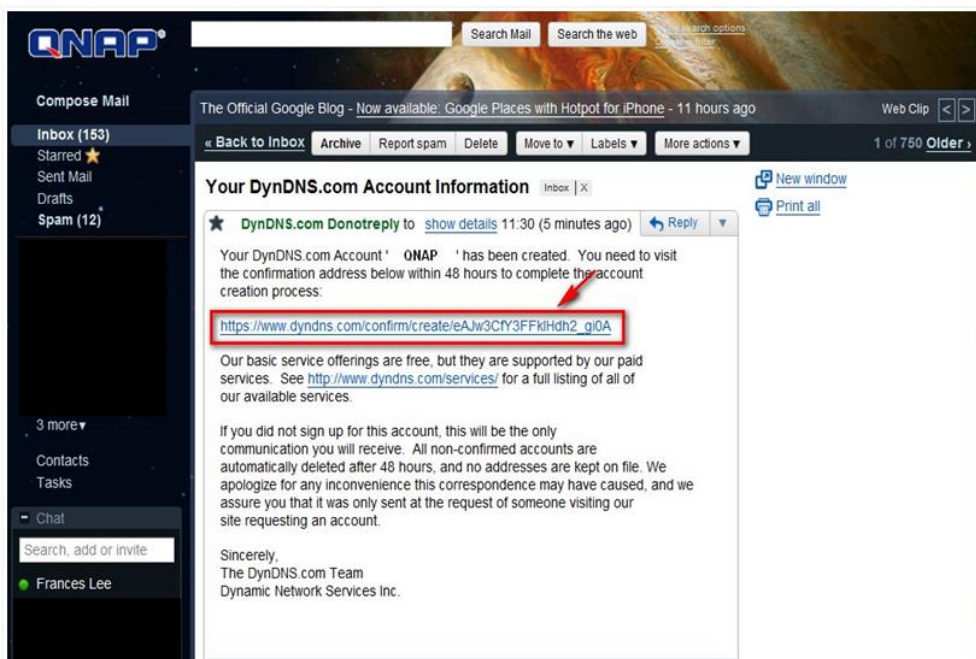 QNAP
Search Mail
Search the web
search options
filter
Compose Mail
Inbox (153)
Starred
Sent Mail
Drafts
Spam (12)
3 more▾
Contacts
Tasks
Chat
Search, add or invite
Frances Lee
The Official Google Blog - Now available: Google Places with Hotpot for iPhone - 11 hours ago
Web Clip < >
« Back to Inbox Archive Report spam Delete Move to ▾ Labels ▾ More actions ▾ 1 of 750 Older ›
Your DynDNS.com Account Information Inbox | X
New window
Print all
DynDNS.com Donotreply to show details 11:30 (5 minutes ago) Reply ▾
Your DynDNS.com Account ' QNAP ' has been created. You need to visit
the confirmation address below within 48 hours to complete the account
creation process:
https://www.dyndns.com/confirm/create/eAJw3CfY3FFklHdh2_gi0A
Our basic service offerings are free, but they are supported by our paid
services. See http://www.dyndns.com/services/ for a full listing of all of
our available services.
If you did not sign up for this account, this will be the only
communication you will receive. All non-confirmed accounts are
automatically deleted after 48 hours, and no addresses are kept on file. We
apologize for any inconvenience this correspondence may have caused, and we
assure you that it was only sent at the request of someone visiting our
site requesting an account.
Sincerely,
The DynDNS.com Team
Dynamic Network Services Inc.